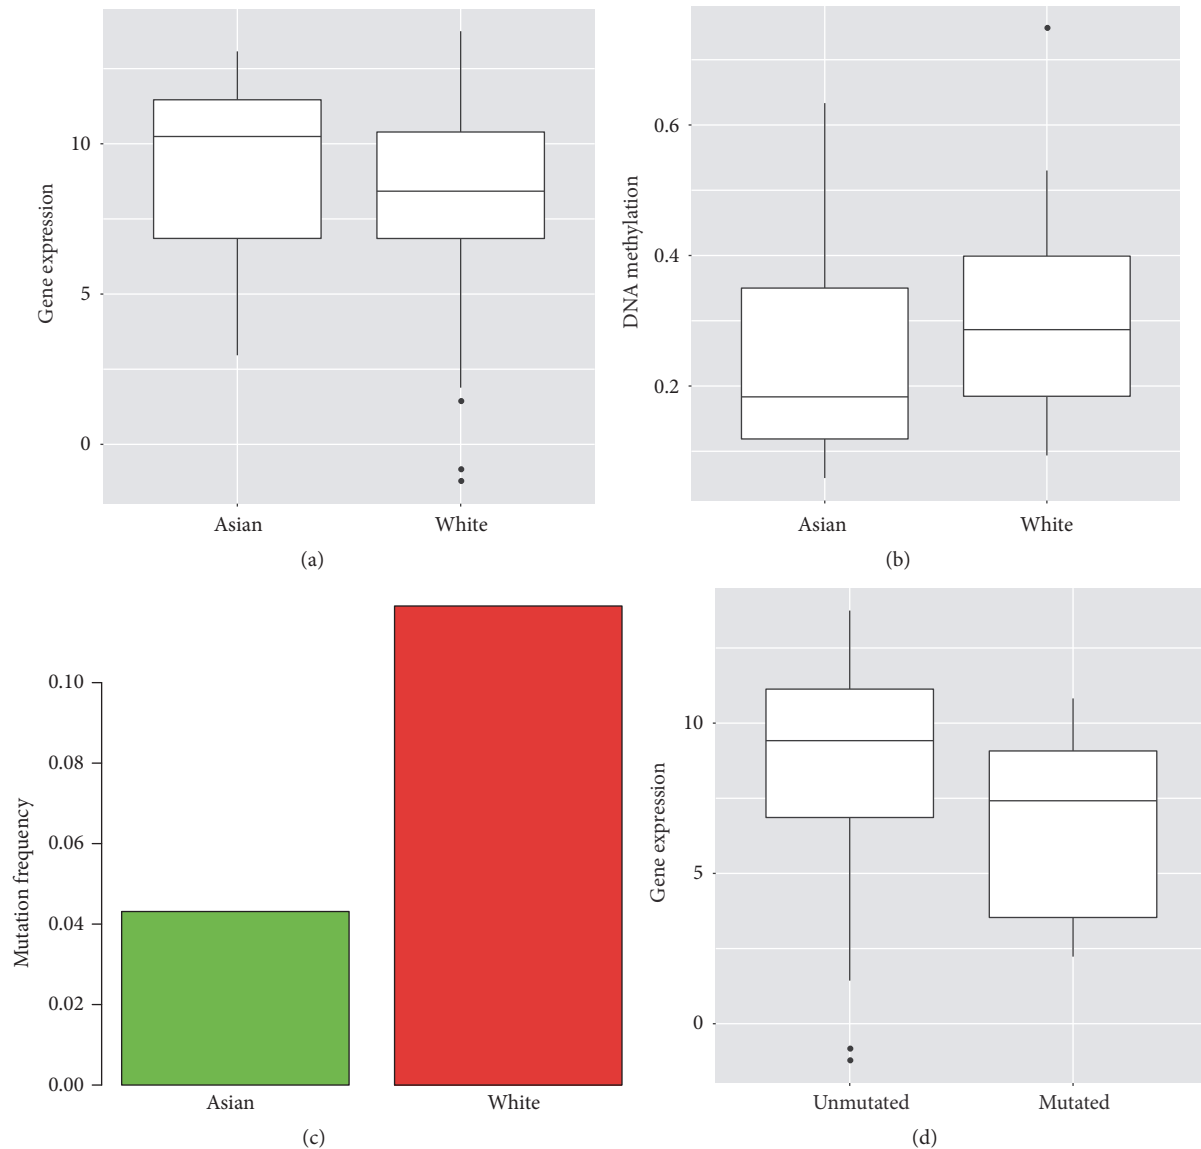 Gene expression
10
5
0
Asian
White
(a)
DNA methylation
0.6
0.4
0.2
Asian
White
(b)
Mutation frequency
0.10
0.08
0.06
0.04
0.02
0.00
Asian
White
(c)
Gene expression
10
5
0
Unmutated
Mutated
(d)